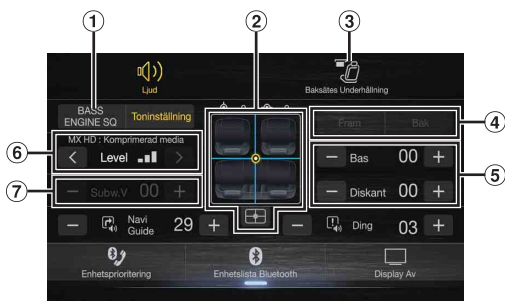 1 2 3
Ljud Baksätes Underhållning
BASS
ENGINE SQ Toninställning
4
Fram Bak
6
MX HD : Komprimerad media
Level
− Bas 00 +
5
7
− Subw.V 00 +
− Diskant 00 +
− Navi
Guide 29 + − Ding 03 +
Enhetsprioritering Enhetslista Bluetooth Display Av